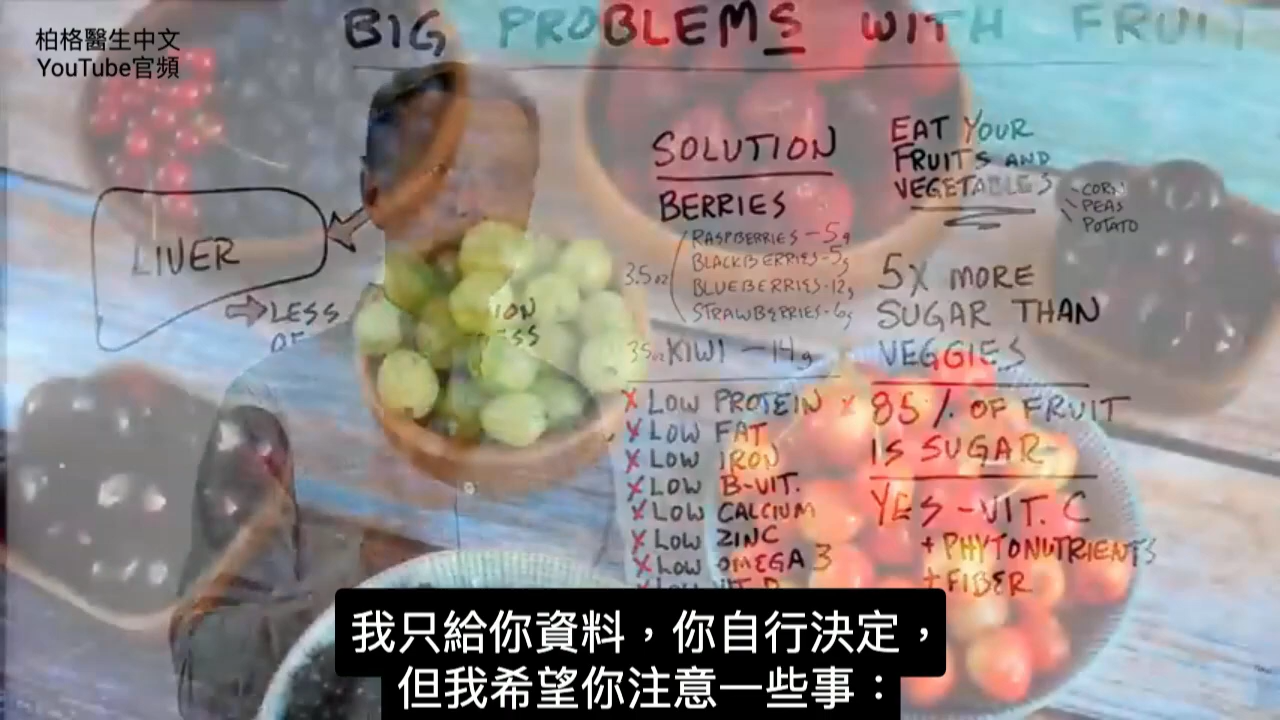 柏格醫生中文
YouTube官頻
BIG PROBLEMS WITH FRUIT
LIVER
⇒LESS
OF
SOLUTION
BERRIES
3.5oz
RASPBERRIES - 5g
BLACKBERRIES - 5g
BLUEBERRIES - 12g
STRAWBERRIES - 6g
3.5oz KIWI - 14g
X LOW PROTEIN X
X LOW FAT
X LOW IRON
X LOW B-VIT.
X LOW CALCIUM
X LOW ZINC
X LOW OMEGA 3
EAT YOUR
FRUITS AND
VEGETABLES
CORN
PEAS
POTATO
5X MORE
SUGAR THAN
VEGGIES
85% OF FRUIT
IS SUGAR
YES - VIT. C
+ PHYTONUTRIENTS
+ FIBER
我只給你資料，你自行決定，
但我希望你注意一些事：